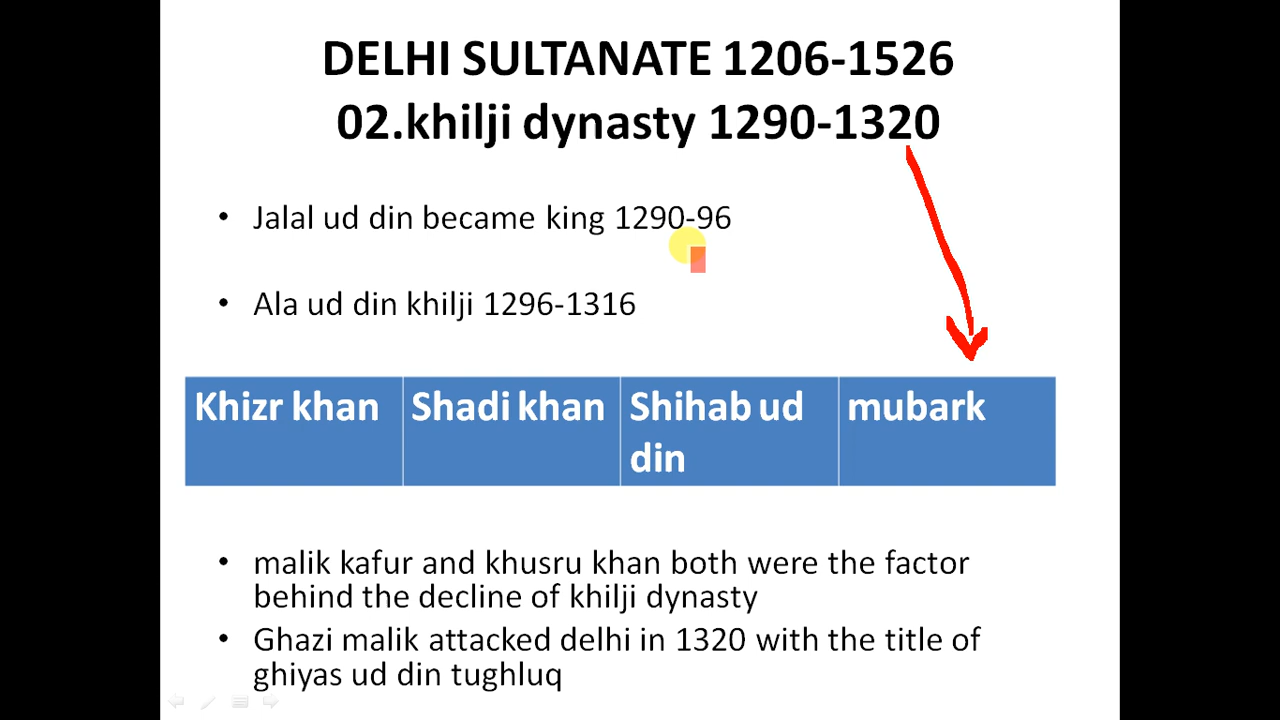 DELHI SULTANATE 1206-1526
02.khilji dynasty 1290-1320
• Jalal ud din became king 1290-96
• Ala ud din khilji 1296-1316
Khizr khan
Shadi khan
Shihab ud
din
mubark
• malik kafur and khusru khan both were the factor
behind the decline of khilji dynasty
• Ghazi malik attacked delhi in 1320 with the title of
ghiyas ud din tughluq